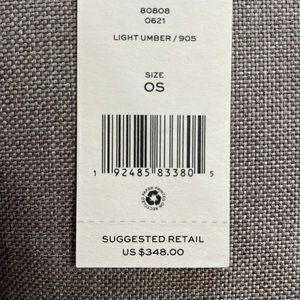 80808
0621
LIGHT UMBER / 905
SIZE
OS
1 92485 83380 5
SUGGESTED RETAIL
US $348.00